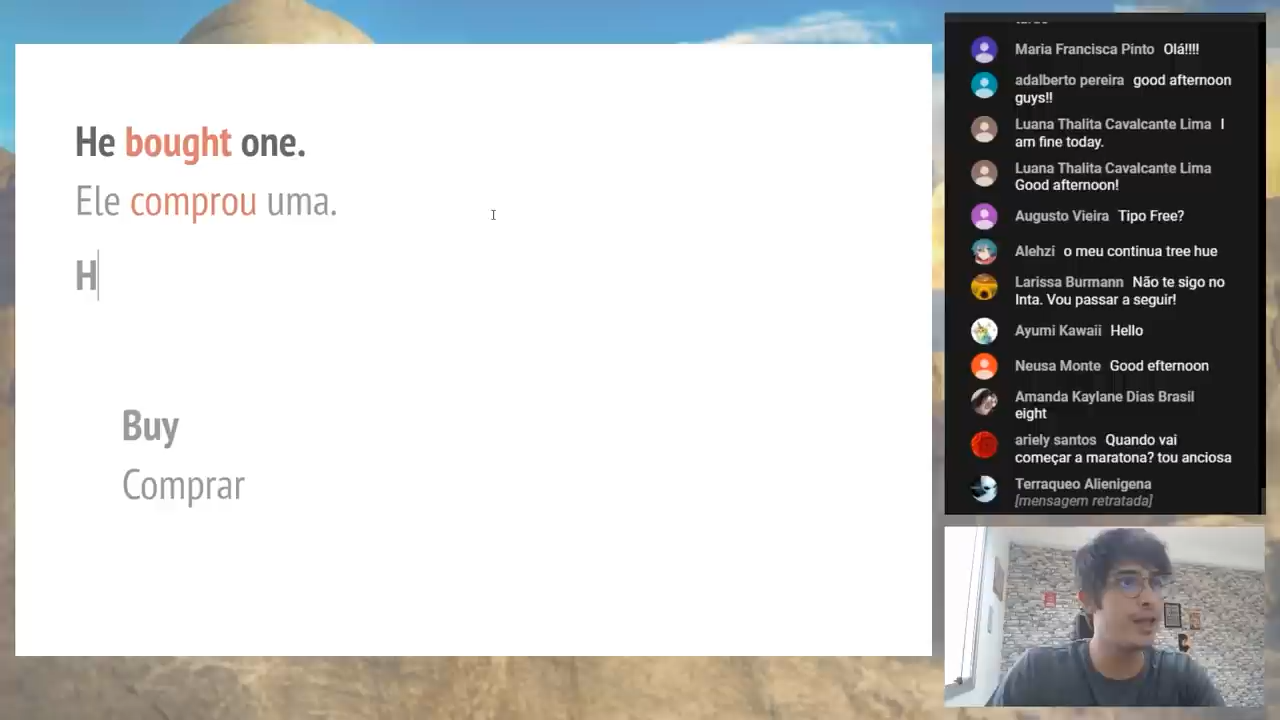 He bought one.
Ele comprou uma.
H
Buy
Comprar
Maria Francisca Pinto Olá!!!!
adalberto pereira good afternoon
guys!!
Luana Thalita Cavalcante Lima I
am fine today.
Luana Thalita Cavalcante Lima
Good afternoon!
Augusto Vieira Tipo Free?
Alehzi o meu continua tree hue
Larissa Burmann Não te sigo no
Inta. Vou passar a seguir!
Ayumi Kawaii Hello
Neusa Monte Good efternoon
Amanda Kaylane Dias Brasil
eight
ariely santos Quando vai
começar a maratona? tou anciosa
Terraqueo Alienigena
[mensagem retratada]